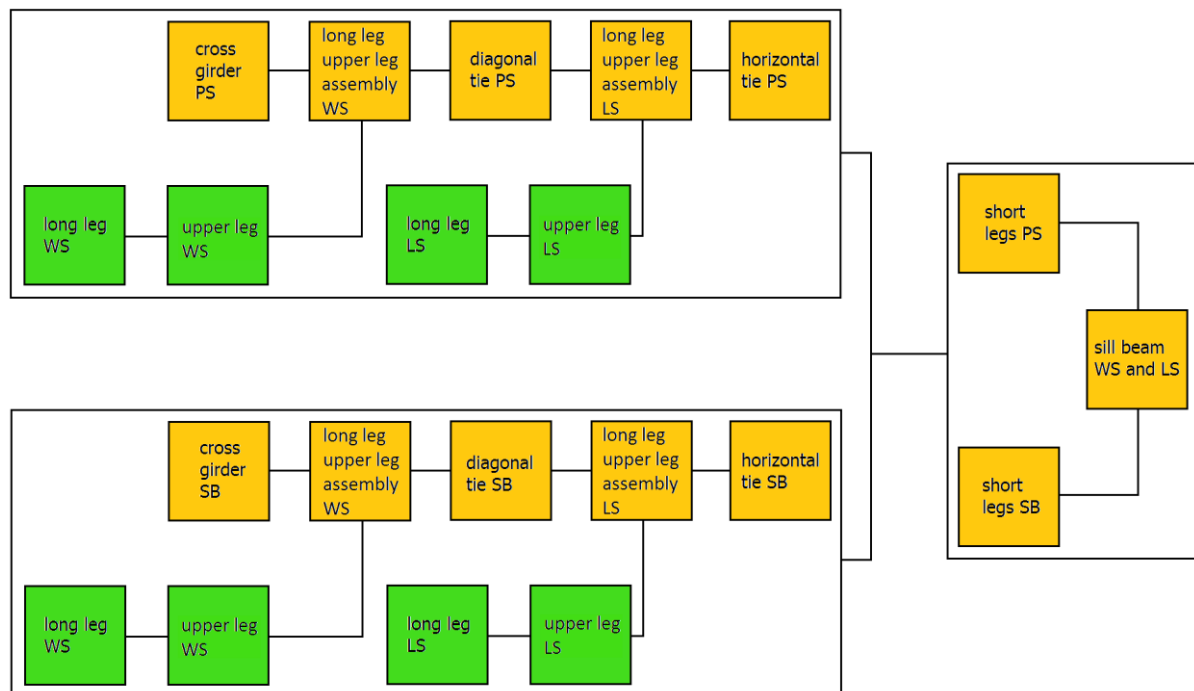 cross
girder
PS
long leg
upper leg
assembly
WS
diagonal
tie PS
long leg
upper leg
assembly
LS
horizontal
tie PS
long leg
WS
upper leg
WS
long leg
LS
upper leg
LS
short
legs PS
sill beam
WS and LS
short
legs SB
cross
girder
SB
long leg
upper leg
assembly
WS
diagonal
tie SB
long leg
upper leg
assembly
LS
horizontal
tie SB
long leg
WS
upper leg
WS
long leg
LS
upper leg
LS